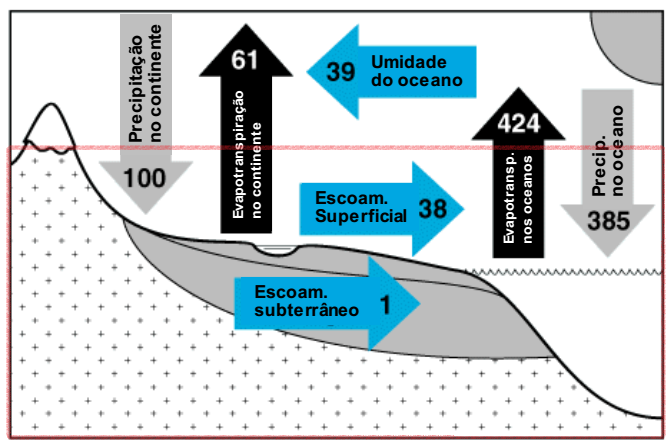 Precipitação
no continente
100
61
Evapotranspiração
no continente
39
Umidade
do oceano
424
Evapotransp.
nos oceanos
Precip.
no oceano
385
Escoam.
Superficial
38
Escoam.
subterrâneo
1